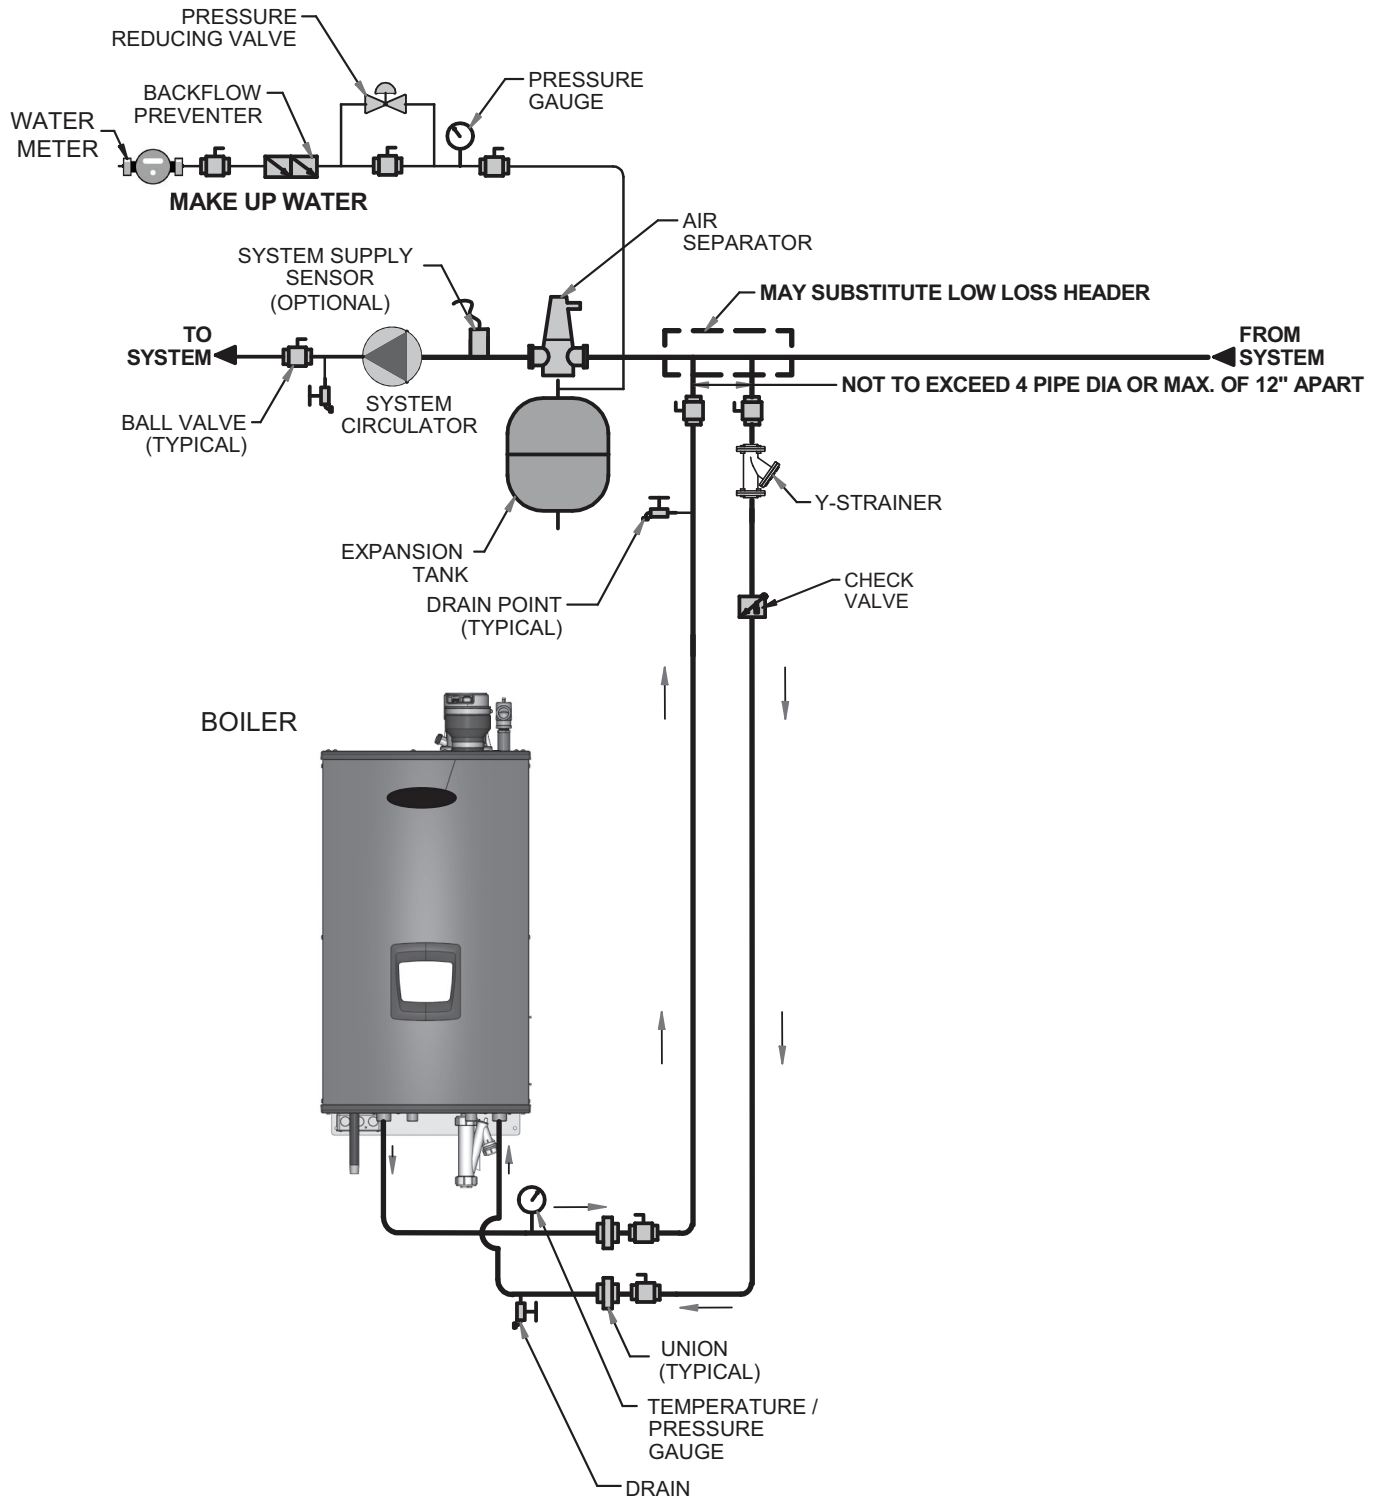 PRESSURE
REDUCING VALVE
BACKFLOW
PREVENTER
PRESSURE
GAUGE
WATER
METER
MAKE UP WATER
AIR
SEPARATOR
SYSTEM SUPPLY
SENSOR
(OPTIONAL)
MAY SUBSTITUTE LOW LOSS HEADER
TO
SYSTEM
FROM
SYSTEM
NOT TO EXCEED 4 PIPE DIA OR MAX. OF 12" APART
SYSTEM
CIRCULATOR
BALL VALVE
(TYPICAL)
Y-STRAINER
EXPANSION
TANK
CHECK
VALVE
DRAIN POINT
(TYPICAL)
BOILER
UNION
(TYPICAL)
TEMPERATURE /
PRESSURE
GAUGE
DRAIN